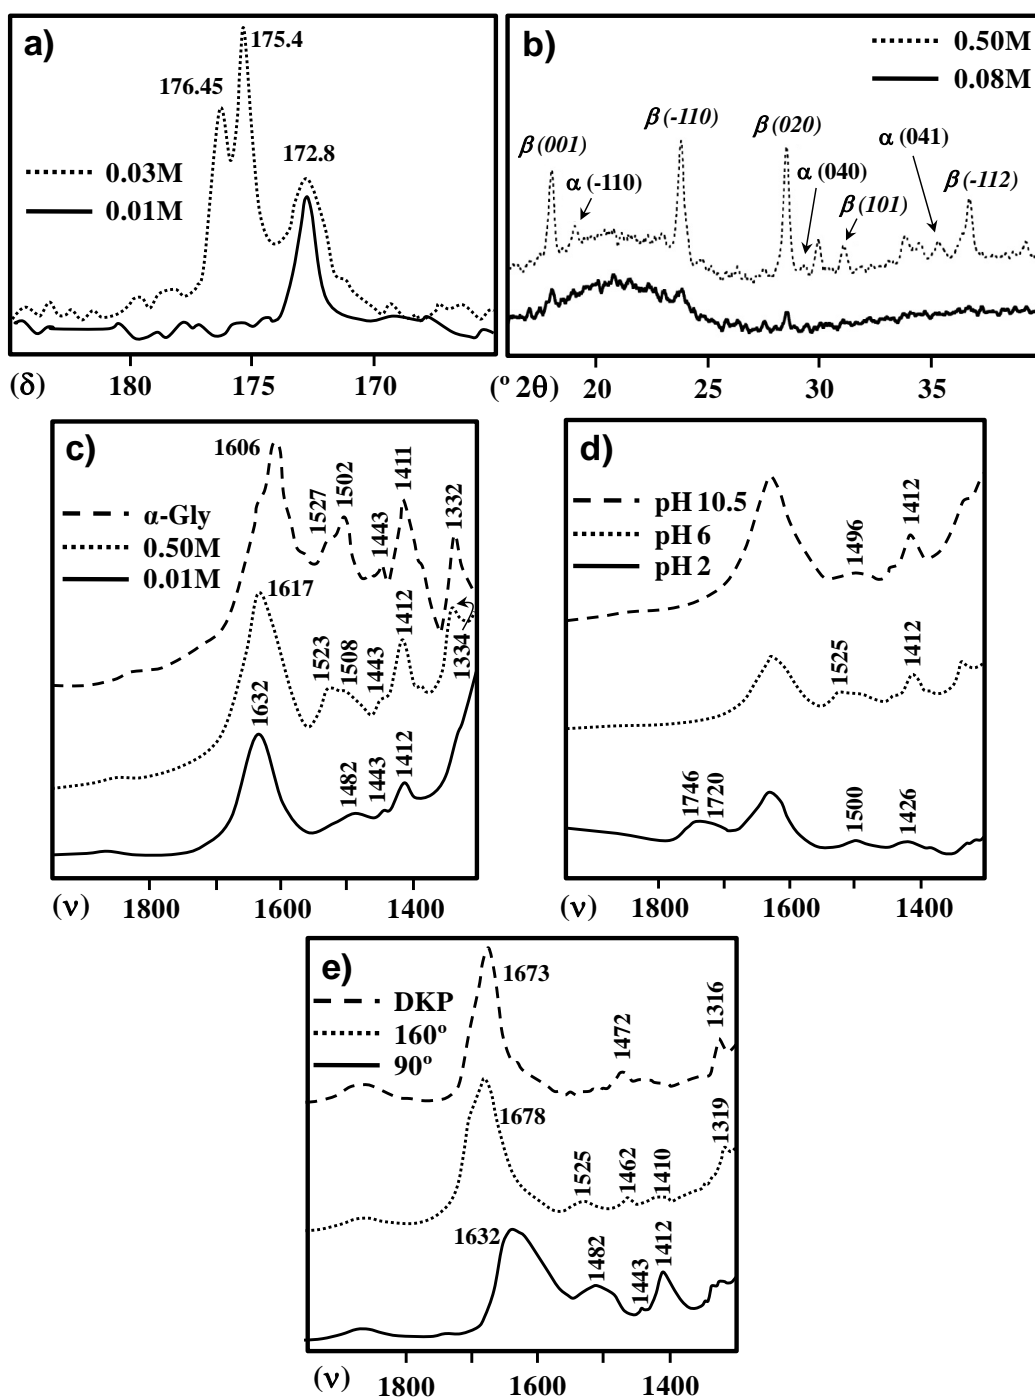 a)
175.4
176.45
172.8
0.03M
0.01M
(δ)
180
175
170
b)
0.50M
0.08M
β(001)
α (-110)
β(-110)
β(020)
α (040)
β(101)
α (041)
β(-112)
(º 2θ)
20
25
30
35
c)
α-Gly
0.50M
0.01M
1606
1527
1502
1443
1411
1332
1617
1523
1508
1443
1412
1334
1632
1482
1443
1412
(ν)
1800
1600
1400
d)
pH 10.5
pH 6
pH 2
1496
1412
1525
1412
1746
1720
1500
1426
(ν)
1800
1600
1400
e)
DKP
160º
90º
1673
1472
1316
1678
1525
1462
1410
1319
1632
1482
1443
1412
(ν)
1800
1600
1400